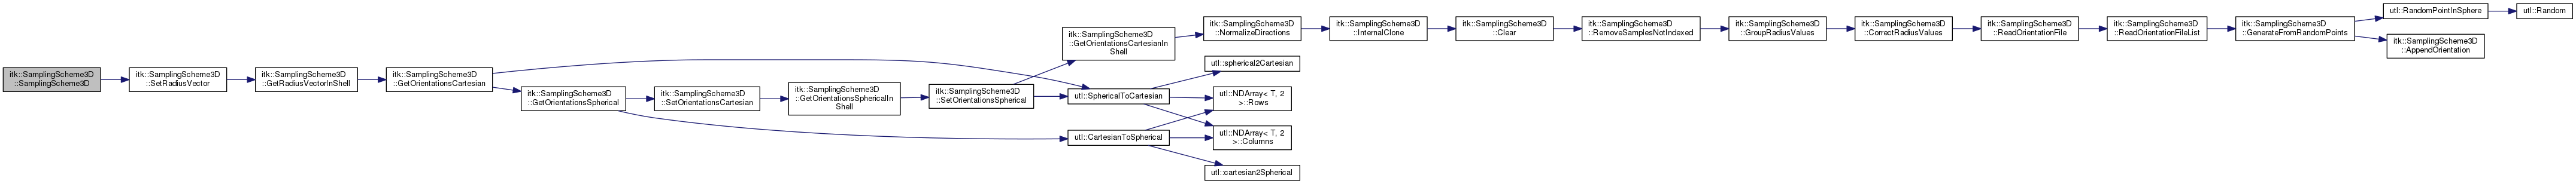 itk::SamplingScheme3D
::SamplingScheme3D
itk::SamplingScheme3D
::SetRadiusVector
itk::SamplingScheme3D
::GetRadiusVectorInShell
itk::SamplingScheme3D
::GetOrientationsCartesian
itk::SamplingScheme3D
::GetOrientationsSpherical
itk::SamplingScheme3D
::SetOrientationsCartesian
itk::SamplingScheme3D
::GetOrientationsSphericalIn
Shell
itk::SamplingScheme3D
::SetOrientationsSpherical
itk::SamplingScheme3D
::GetOrientationsCartesianIn
Shell
utl::SphericalToCartesian
utl::CartesianToSpherical
itk::SamplingScheme3D
::NormalizeDirections
utl::spherical2Cartesian
utl::NDArray< T, 2
>::Rows
utl::NDArray< T, 2
>::Columns
utl::cartesian2Spherical
itk::SamplingScheme3D
::InternalClone
itk::SamplingScheme3D
::Clear
itk::SamplingScheme3D
::RemoveSamplesNotIndexed
itk::SamplingScheme3D
::GroupRadiusValues
itk::SamplingScheme3D
::CorrectRadiusValues
itk::SamplingScheme3D
::ReadOrientationFile
itk::SamplingScheme3D
::ReadOrientationFileList
itk::SamplingScheme3D
::GenerateFromRandomPoints
utl::RandomPointInSphere
utl::Random
itk::SamplingScheme3D
::AppendOrientation